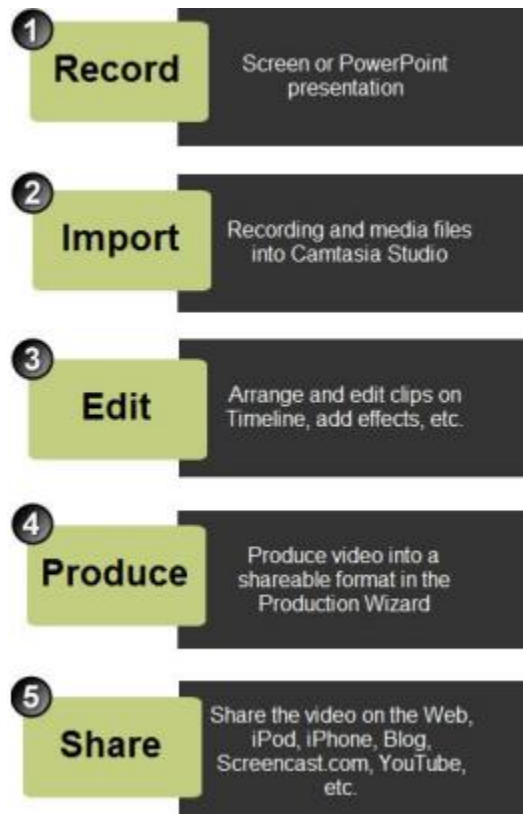 1
Record
Screen or PowerPoint
presentation
2
Import
Recording and media files
into Camtasia Studio
3
Edit
Arrange and edit clips on
Timeline, add effects, etc.
4
Produce
Produce video into a
shareable format in the
Production Wizard
5
Share
Share the video on the Web,
iPod, iPhone, Blog,
Screencast.com, YouTube,
etc.